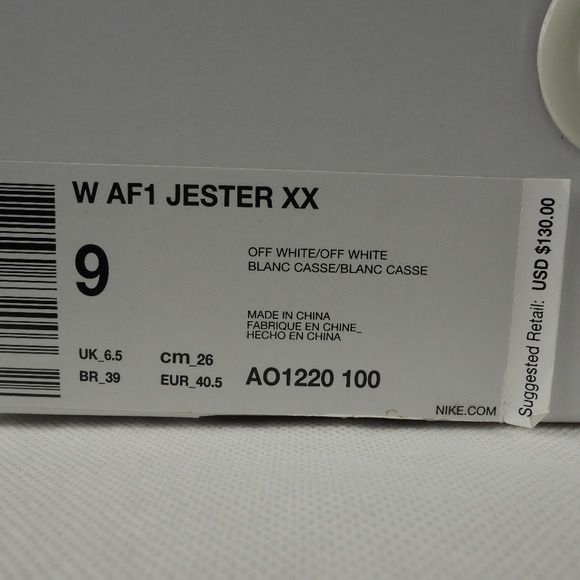 W AF1 JESTER XX
9
OFF WHITE/OFF WHITE
BLANC CASSE/BLANC CASSE
MADE IN CHINA
FABRIQUE EN CHINE_
HECHO EN CHINA
UK_6.5 cm_26
BR_39 EUR_40.5 AO1220 100
NIKE.COM
Suggested Retail: USD $130.00